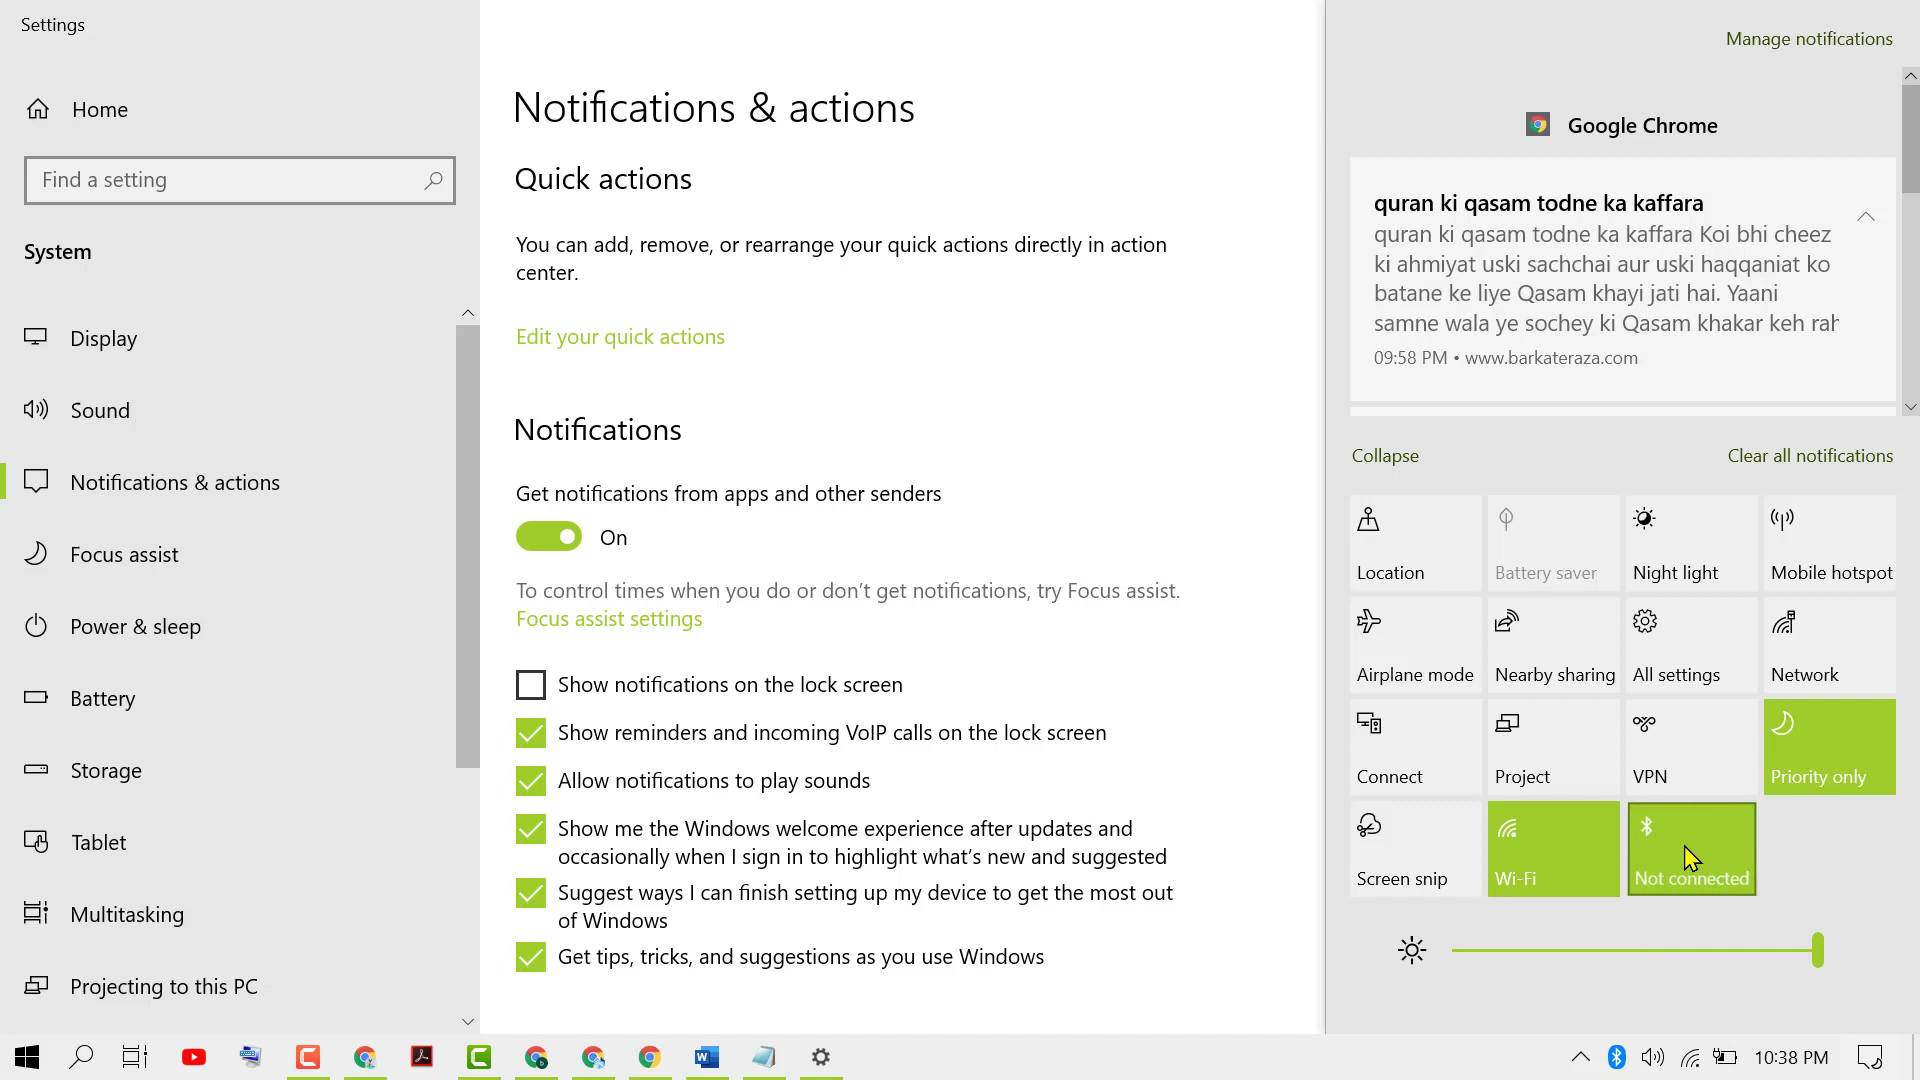 Settings
Home
Find a setting
System
Display
Sound
Notifications & actions
Focus assist
Power & sleep
Battery
Storage
Tablet
Multitasking
Projecting to this PC
Notifications & actions
Quick actions
You can add, remove, or rearrange your quick actions directly in action
center.
Edit your quick actions
Notifications
Get notifications from apps and other senders
On
To control times when you do or don't get notifications, try Focus assist.
Focus assist settings
Show notifications on the lock screen
Show reminders and incoming VoIP calls on the lock screen
Allow notifications to play sounds
Show me the Windows welcome experience after updates and
occasionally when I sign in to highlight what's new and suggested
Suggest ways I can finish setting up my device to get the most out
of Windows
Get tips, tricks, and suggestions as you use Windows
Manage notifications
Google Chrome
quran ki qasam todne ka kaffara
quran ki qasam todne ka kaffara Koi bhi cheez
ki ahmiyat uski sachchai aur uski haqqaniat ko
batane ke liye Qasam khayi jati hai. Yaani
samne wala ye sochey ki Qasam khakar keh
09:58 PM • www.barkateraza.com
Collapse
Clear all notifications
Location
Battery saver
Night light
Mobile hotspot
Airplane mode
Nearby sharing
All settings
Network
Connect
Project
VPN
Priority only
Screen snip
Wi-Fi
Not connected
10:38 PM